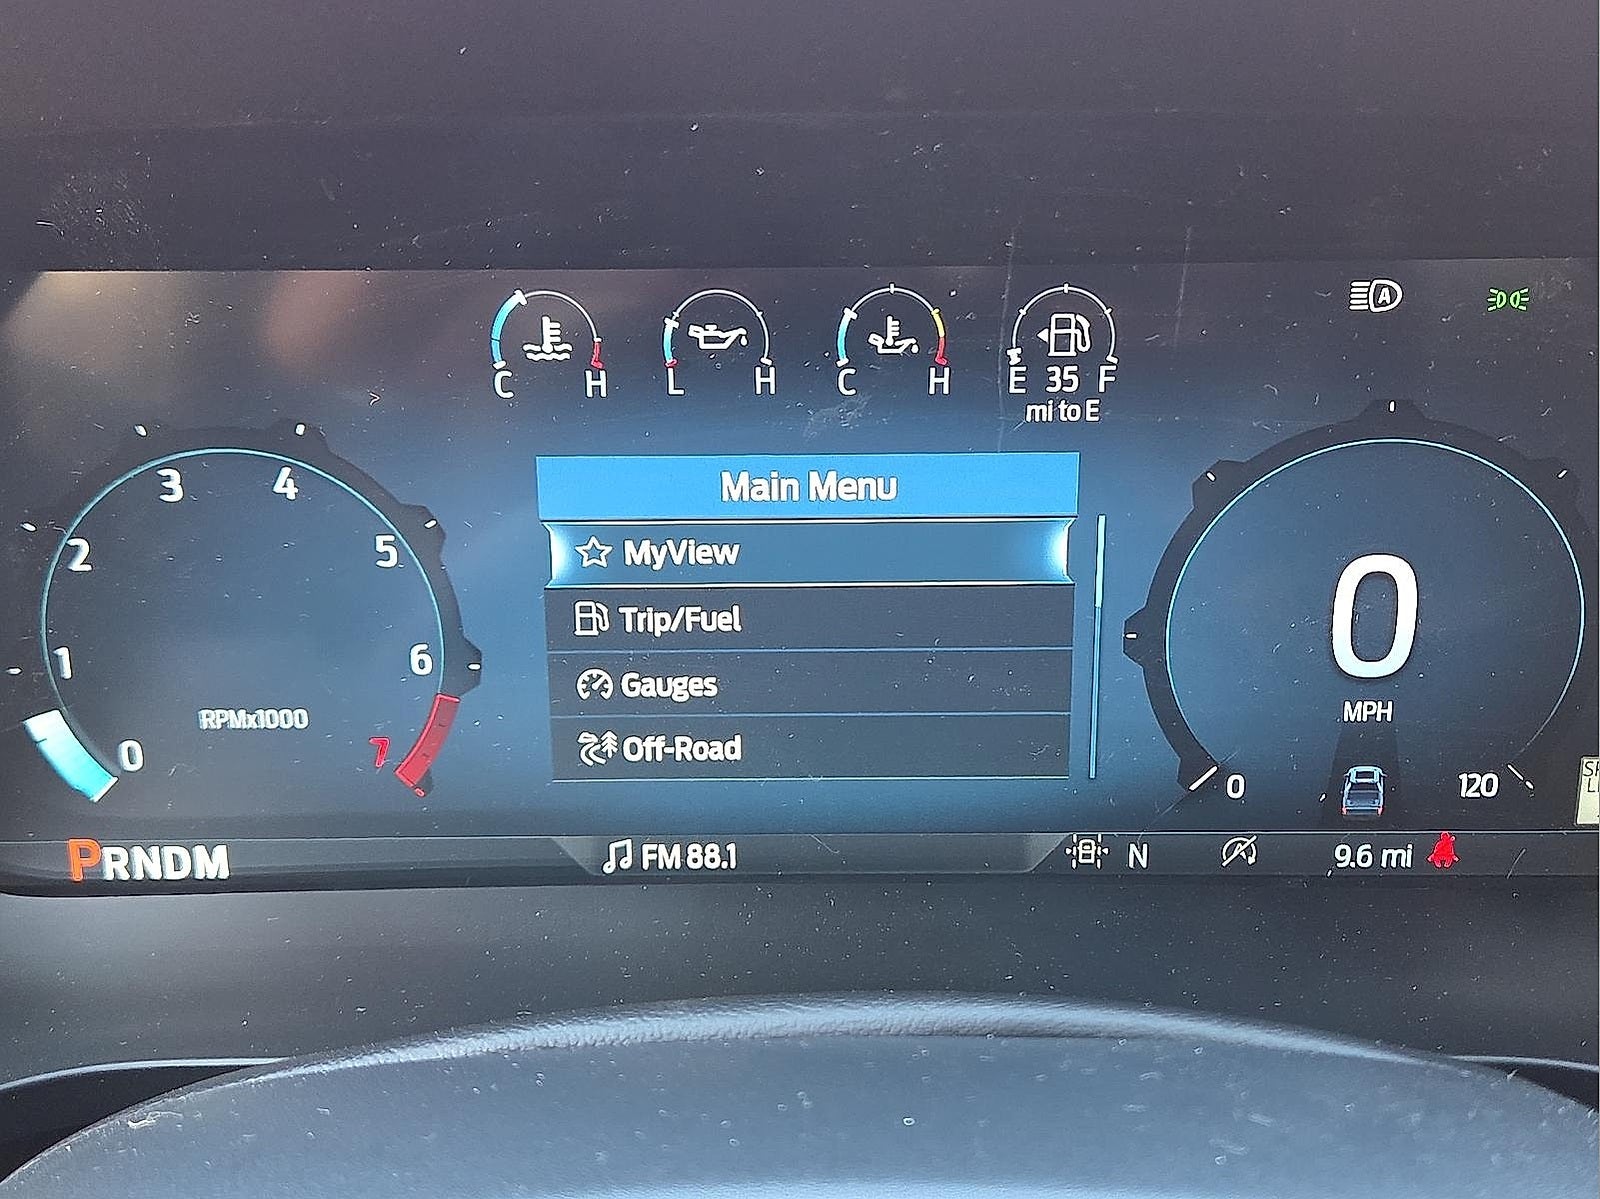 C H
L H
C H
E 35 F
mi to E
A
Main Menu
MyView
Trip/Fuel
Gauges
Off-Road
0
1
2
3
4
5
6
7
RPMx1000
0
MPH
0
120
PRNDM
FM 88.1
N
9.6 mi